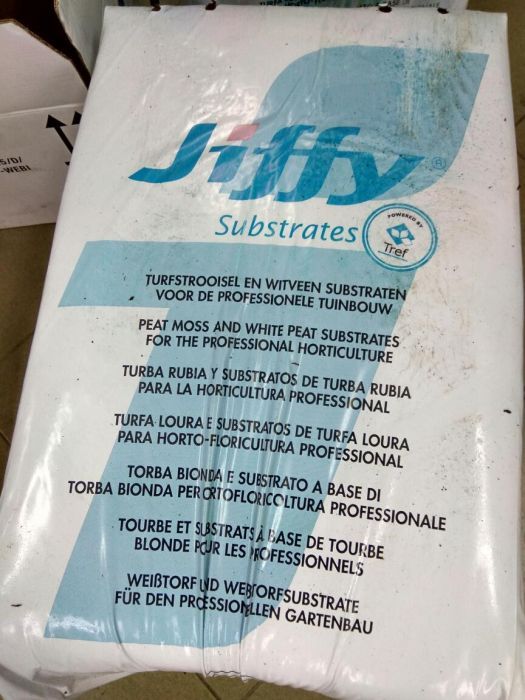 Jiffy®
Substrates
POWERED BY
Tref
TURFSTROOISEL EN WITVEEN SUBSTRATEN
VOOR DE PROFESSIONELE TUINBOUW
PEAT MOSS AND WHITE PEAT SUBSTRATES
FOR THE PROFESSIONAL HORTICULTURE
TURBA RUBIA Y SUBSTRATOS DE TURBA RUBIA
PARA LA HORTICULTURA PROFESSIONAL
TURFA LOURA E SUBSTRATOS DE TURFA LOURA
PARA HORTO-FLORICULTURA PROFESSIONAL
TORBA BIONDA E SUBSTRATO A BASE DI
TORBA BIONDA PER ORTOFLORICOLTURA PROFESSIONALE
TOURBE ET SUBSTRATS À BASE DE TOURBE
BLONDE POUR LES PROFESSIONNELS
WEIßTORF UND WEIßTORFSUBSTRATE
FÜR DEN PROFESSIONELLEN GARTENBAU
S/D/
-WEBI